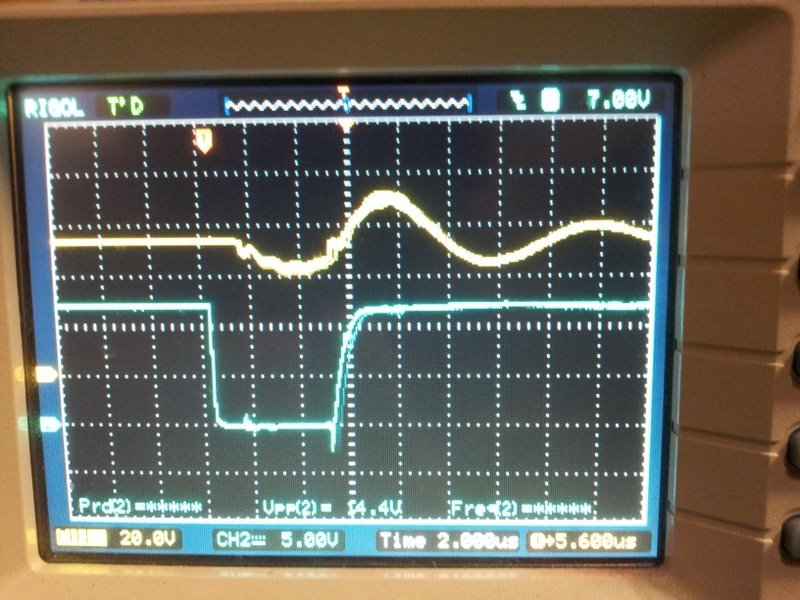 RIGOL T'D 7.00V
Prd(2)=***** Vpp(2)= 14.4V Freq(2)=*****
20.0V CH2 5.00V Time 2.000us 5.600us